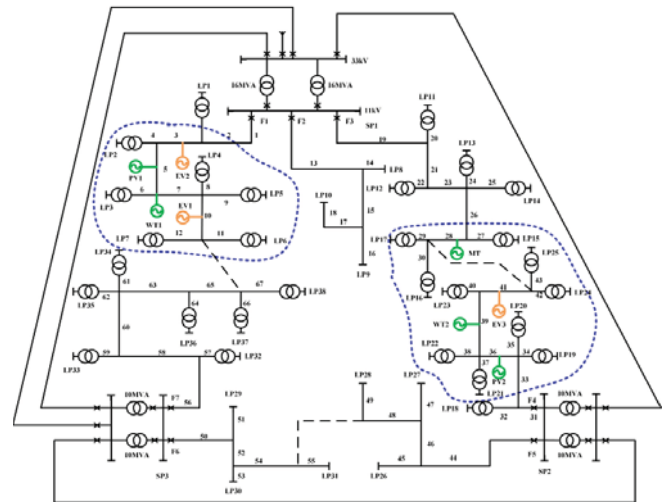 33kV
16MVA 16MVA
11kV
F1 F2 F3 SP1
LP1 LP11
4 3 2 1 19 20
LP2 EV2 LP4 13 14 LP8 LP13
PV1 5 LP12 21 24
22 23 25
6 7 8 LP10 LP14
LP3 EV1 9 LP5 18 15 26
WT1 10 17
LP7 12 11 LP6 16 LP17 29 28 27 LP15
LP34 LP9 30 MT LP25
61 LP16 43
LP35 62 63 65 67 LP38 LP23 40 41 42
64 66 EV3 LP20
60 LP36 LP37 WT2 39 35
LP22 38 36 34 LP19
59 58 57 LP32 37 PV2 33
LP33 LP28 LP27 LP21
10MVA F7 LP29 49 47 LP18 F4 10MVA
56 51 48 32 31
10MVA 50 52 46 10MVA
F6 54 55 45 44 F5
SP3 53 LP31 LP26 SP2
LP30